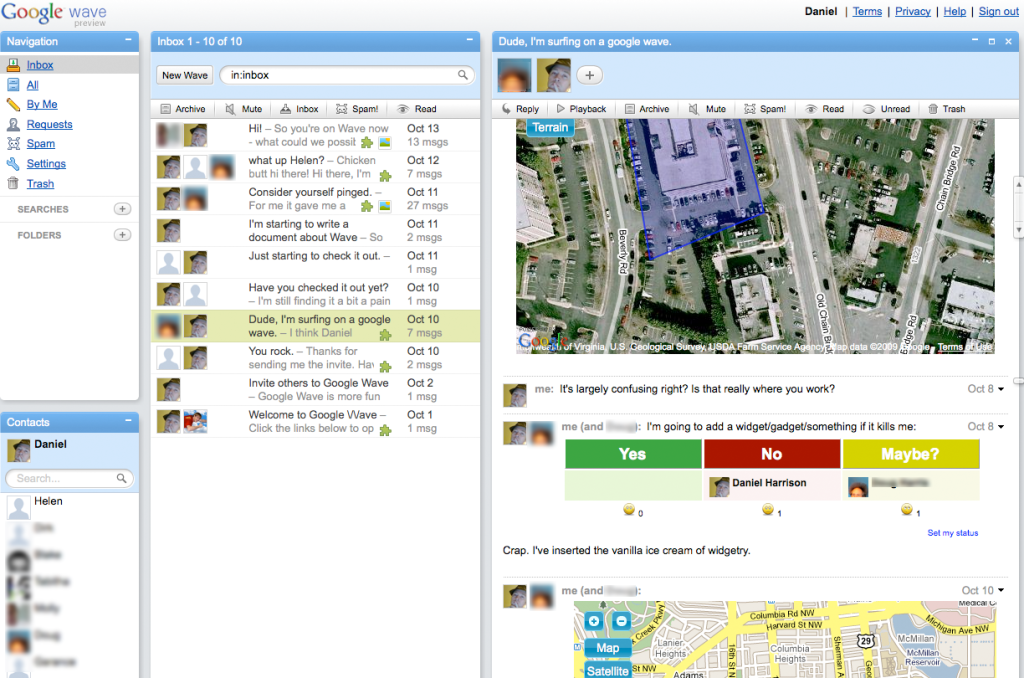 Google wave
preview
Daniel | Terms | Privacy | Help | Sign out
Navigation
Inbox
All
By Me
Requests
Spam
Settings
Trash
SEARCHES
FOLDERS
Contacts
Daniel
Search...
Helen
Inbox 1 - 10 of 10
New Wave
in:inbox
Archive Mute Inbox Spam! Read
Hi! – So you're on Wave now Oct 13
- what could we possit 13 msgs
what up Helen? – Chicken Oct 12
butt hi there! Hi there, I'm 7 msgs
Consider yourself pinged. – Oct 11
For me it gave me a 27 msgs
I'm starting to write a Oct 11
document about Wave – So 2 msgs
Just starting to check it out. – Oct 11
1 msg
Have you checked it out yet? Oct 10
– I'm still finding it a bit a pain 1 msg
Dude, I'm surfing on a google Oct 10
wave. – I think Daniel 7 msgs
You rock. – Thanks for Oct 10
sending me the invite. Hav 2 msgs
Invite others to Google Wave Oct 2
– Google Wave is more fun 1 msg
Welcome to Google Wave – Oct 1
Click the links below to op 1 msg
Dude, I'm surfing on a google wave.
Reply Playback Archive Mute Spam! Read Unread Trash
Terrain
Beverly Rd
Chain Bridge Rd
1322
Old Chain
Bridge Rd
Google
of Virginia, U.S. Geological Survey, USDA Farm Service Agency, Map data ©2009 Google - Terms of Use
me: It's largely confusing right? Is that really where you work? Oct 8
me (and ): I'm going to add a widget/gadget/something if it kills me: Oct 8
Yes No Maybe?
Daniel Harrison
0 1 1
Set my status
Crap. I've inserted the vanilla ice cream of widgetry.
me (and ): Oct 10
Medical C
Columbia Rd NW
Harvard St NW
Michigan Ave NW
Creek Pkwy
Lanier
Heights
Map
Satellite
St NW
Adams
16th S
Columbia
Heights
Sherman A
29
McMillan
McMillan
Reservoir